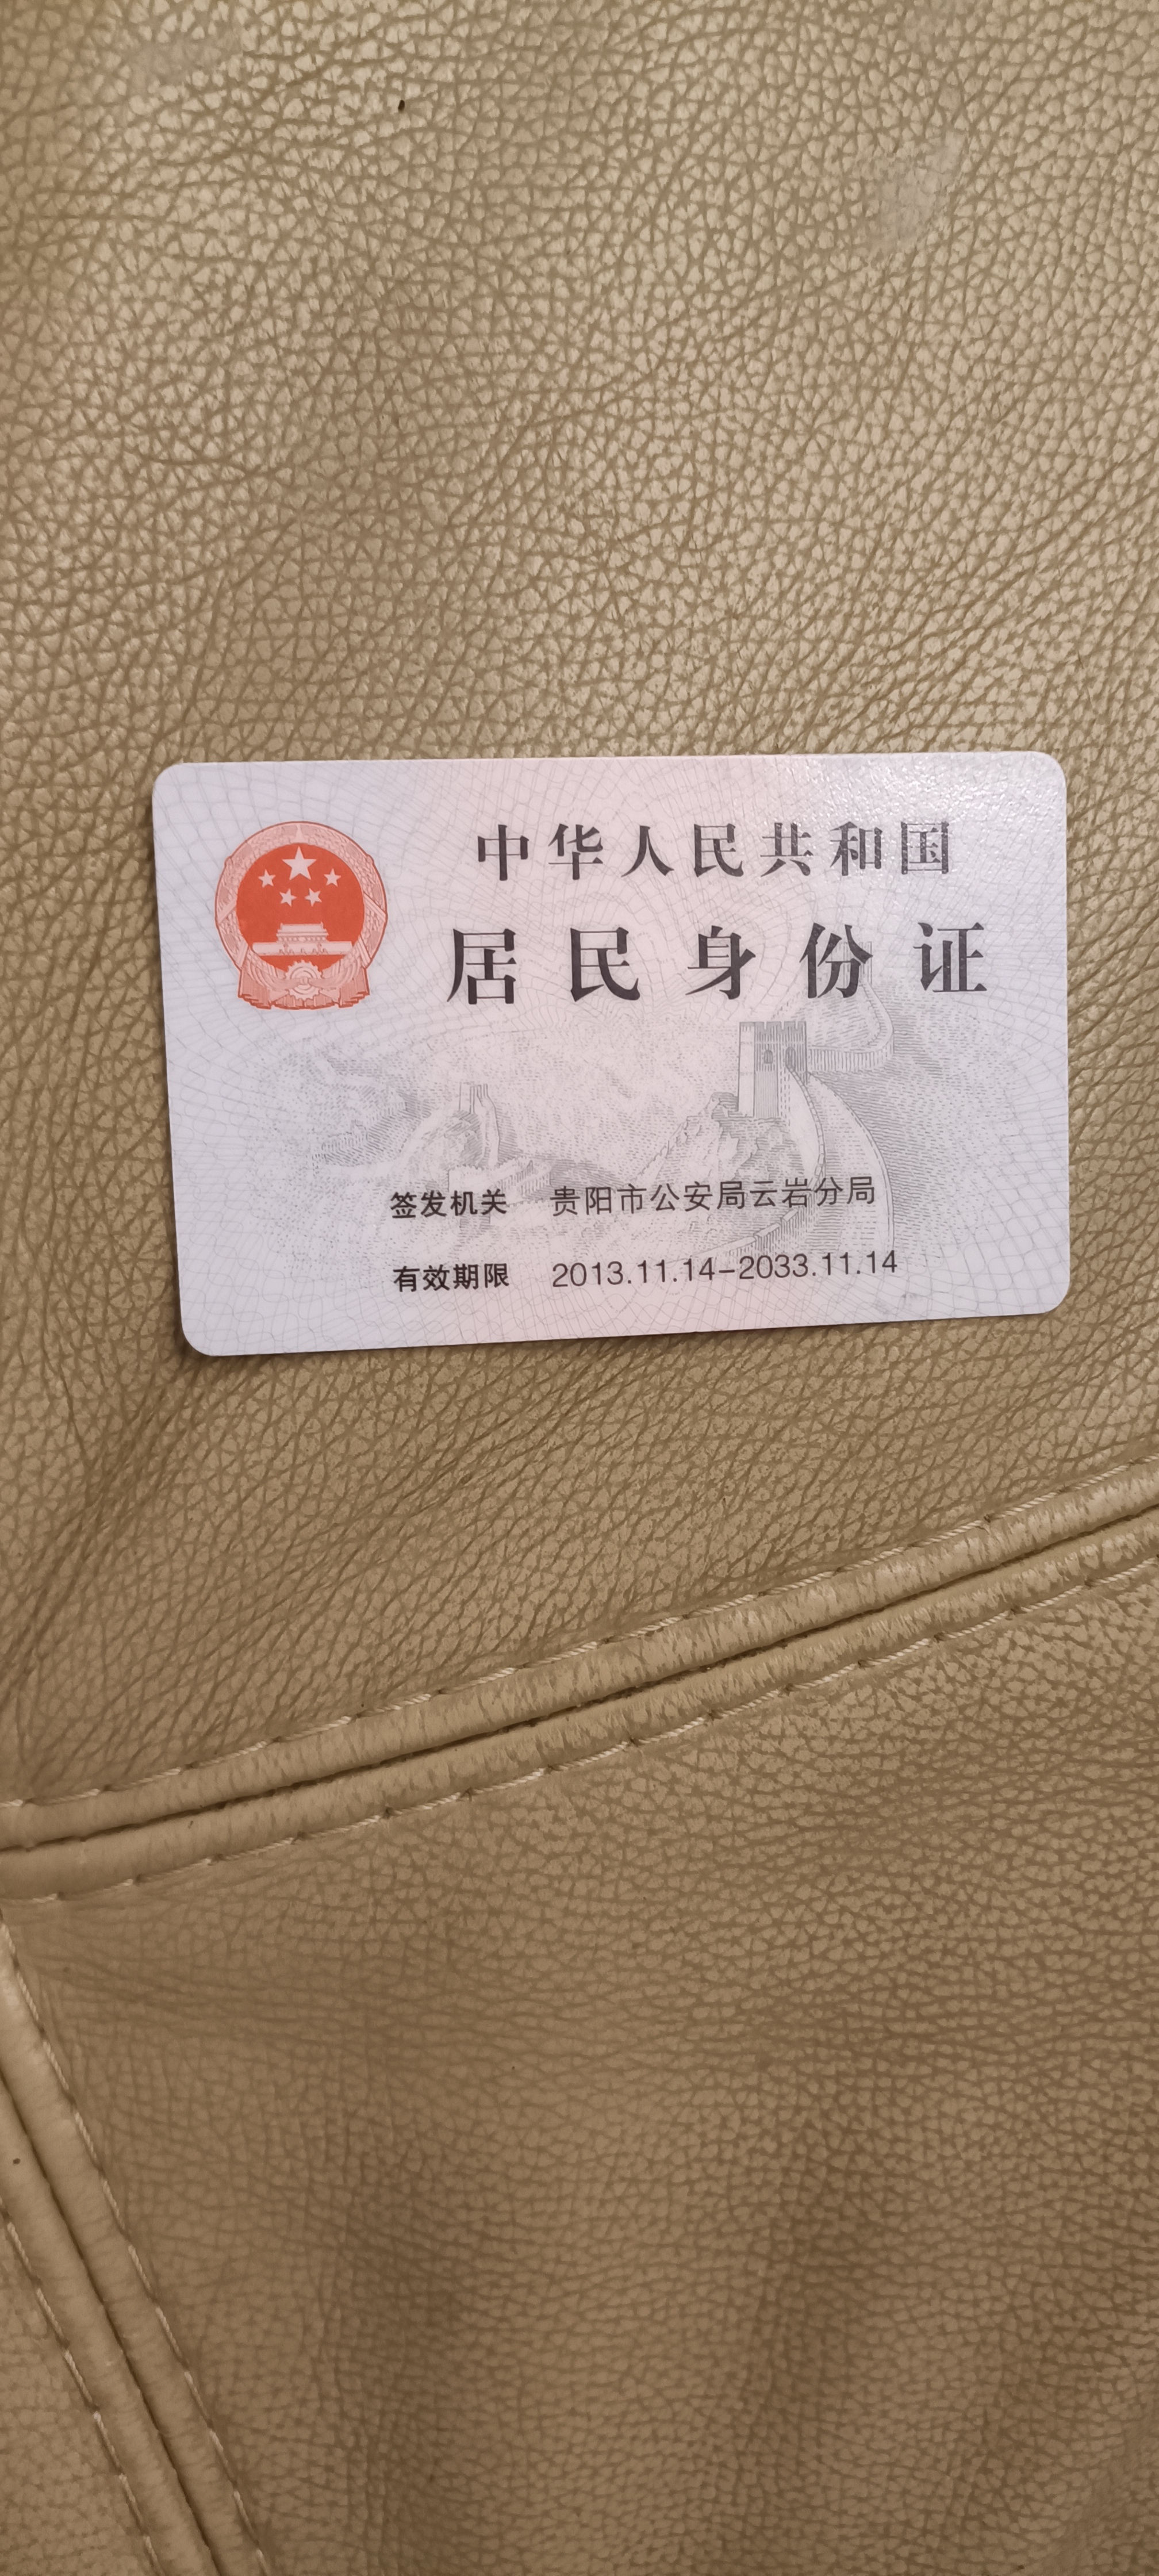 中华人民共和国
居民身份证
签发机关 贵阳市公安局云岩分局
有效期限 2013.11.14-2033.11.14